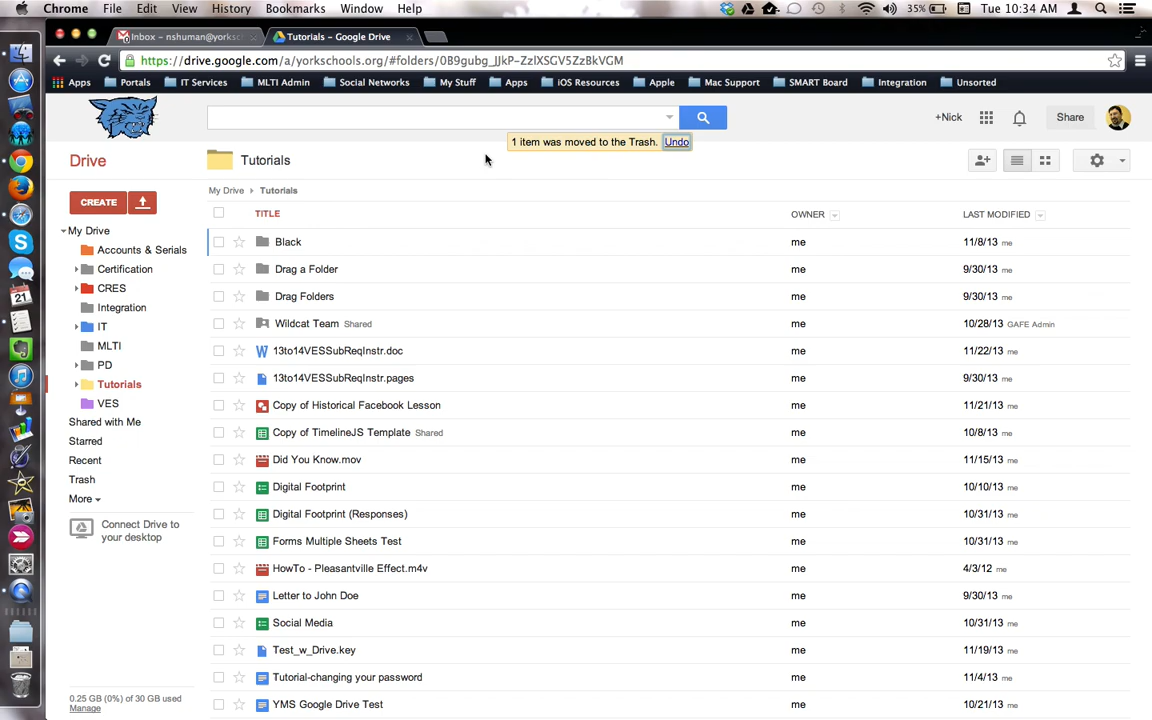 Chrome File Edit View History Bookmarks Window Help 35% Tue 10:34 AM
Inbox – nshuman@yorksc Tutorials – Google Drive
https://drive.google.com/a/yorkschools.org/#folders/0B9gubg_JJkP-ZzlXSGV5ZzBkVGM
Apps Portals IT Services MLTI Admin Social Networks My Stuff Apps iOS Resources Apple Mac Support SMART Board Integration Unsorted
+Nick Share
1 item was moved to the Trash. Undo
Drive Tutorials
My Drive Tutorials
CREATE
TITLE OWNER LAST MODIFIED
My Drive
Accounts & Serials
Certification
CRES
Integration
IT
MLTI
PD
Tutorials
VES
Shared with Me
Starred
Recent
Trash
More
Connect Drive to
your desktop
0.25 GB (0%) of 30 GB used
Manage
Black me 11/8/13 me
Drag a Folder me 9/30/13 me
Drag Folders me 9/30/13 me
Wildcat Team Shared me 10/28/13 GAFE Admin
13to14VESSubReqInstr.doc me 11/22/13 me
13to14VESSubReqInstr.pages me 9/30/13 me
Copy of Historical Facebook Lesson me 11/21/13 me
Copy of TimelineJS Template Shared me 10/8/13 me
Did You Know.mov me 11/15/13 me
Digital Footprint me 10/10/13 me
Digital Footprint (Responses) me 10/31/13 me
Forms Multiple Sheets Test me 10/31/13 me
HowTo - Pleasantville Effect.m4v me 4/3/12 me
Letter to John Doe me 9/30/13 me
Social Media me 10/31/13 me
Test_w_Drive.key me 11/19/13 me
Tutorial-changing your password me 11/4/13 me
YMS Google Drive Test me 10/21/13 me
21